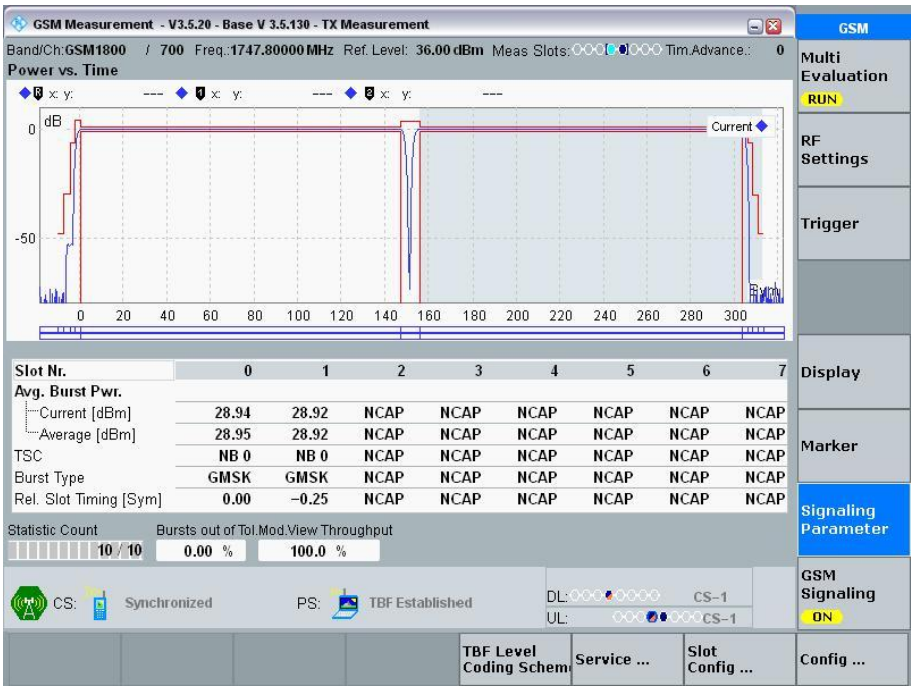 GSM Measurement - V3.5.20 - Base V 3.5.130 - TX Measurement
GSM
Band/Ch:GSM1800 / 700 Freq.:1747.80000 MHz Ref. Level: 36.00 dBm Meas Slots: Tim.Advance.: 0
Power vs. Time
Multi Evaluation
RUN
R x: y: --- 1 x: y: --- 2 x: y: ---
dB
Current
0
-50
Sym
0 20 40 60 80 100 120 140 160 180 200 220 240 260 280 300
RF Settings
Trigger
Slot Nr. 0 1 2 3 4 5 6 7
Avg. Burst Pwr.
Current [dBm] 28.94 28.92 NCAP NCAP NCAP NCAP NCAP NCAP
Average [dBm] 28.95 28.92 NCAP NCAP NCAP NCAP NCAP NCAP
TSC NB 0 NB 0 NCAP NCAP NCAP NCAP NCAP NCAP
Burst Type GMSK GMSK NCAP NCAP NCAP NCAP NCAP NCAP
Rel. Slot Timing [Sym] 0.00 -0.25 NCAP NCAP NCAP NCAP NCAP NCAP
Display
Marker
Signaling Parameter
Statistic Count Bursts out of Tol. Mod.View Throughput
10 / 10 0.00 % 100.0 %
CS: Synchronized PS: TBF Established
DL: CS-1
UL: CS-1
GSM Signaling
ON
TBF Level
Coding Schem
Service ...
Slot
Config ...
Config ...